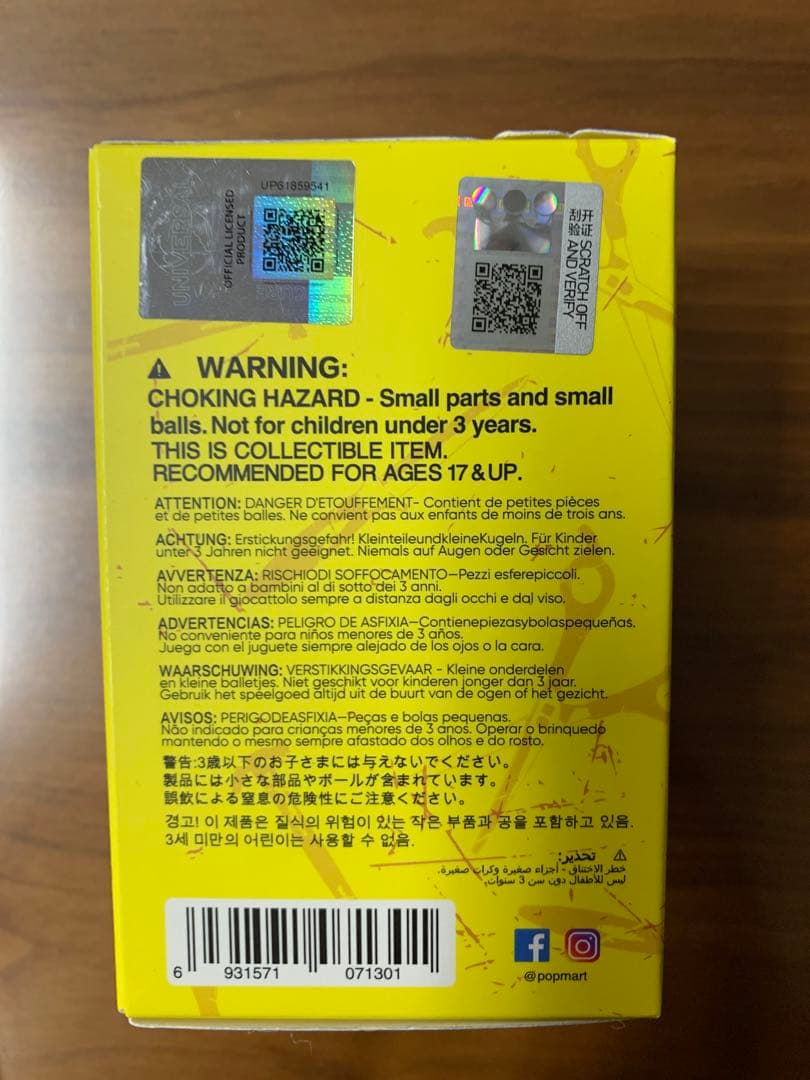 UNIVERSAL
OFFICIAL LICENSED
PRODUCT
UP61859541
刮开
验证
SCRATCH OFF
AND VERIFY
WARNING:
CHOKING HAZARD - Small parts and small
balls. Not for children under 3 years.
THIS IS COLLECTIBLE ITEM.
RECOMMENDED FOR AGES 17 & UP.
ATTENTION: DANGER D'ETOUFFEMENT- Contient de petites pièces
et de petites balles. Ne convient pas aux enfants de moins de trois ans.
ACHTUNG: Erstickungsgefahr! KleinteileundkleineKugeln. Für Kinder
unter 3 Jahren nicht geeignet. Niemals auf Augen oder Gesicht zielen.
AVVERTENZA: RISCHIODI SOFFOCAMENTO—Pezzi esferepiccoli.
Non adatto a bambini al di sotto dei 3 anni.
Utilizzare il giocattolo sempre a distanza dagli occhi e dal viso.
ADVERTENCIAS: PELIGRO DE ASFIXIA—Contienepiezasybolaspequeñas.
No conveniente para niños menores de 3 años.
Juega con el juguete siempre alejado de los ojos o la cara.
WAARSCHUWING: VERSTIKKINGSGEVAAR - Kleine onderdelen
en kleine balletjes. Niet geschikt voor kinderen jonger dan 3 jaar.
Gebruik het speelgoed altijd uit de buurt van de ogen of het gezicht.
AVISOS: PERIGODEASFIXIA—Peças e bolas pequenas.
Não indicado para crianças menores de 3 anos. Operar o brinquedo
mantendo o mesmo sempre afastado dos olhos e do rosto.
警告:3歳以下のお子さまには与えないでください。
製品には小さな部品やボールが含まれています。
誤飲による窒息の危険性にご注意ください。
경고! 이 제품은 질식의 위험이 있는 작은 부품과 공을 포함하고 있음.
3세 미만의 어린이는 사용할 수 없음.
تحذير:
خطر الاختناق - أجزاء صغيرة وكرات صغيرة.
ليس للأطفال دون سن 3 سنوات.
6 931571 071301
@popmart